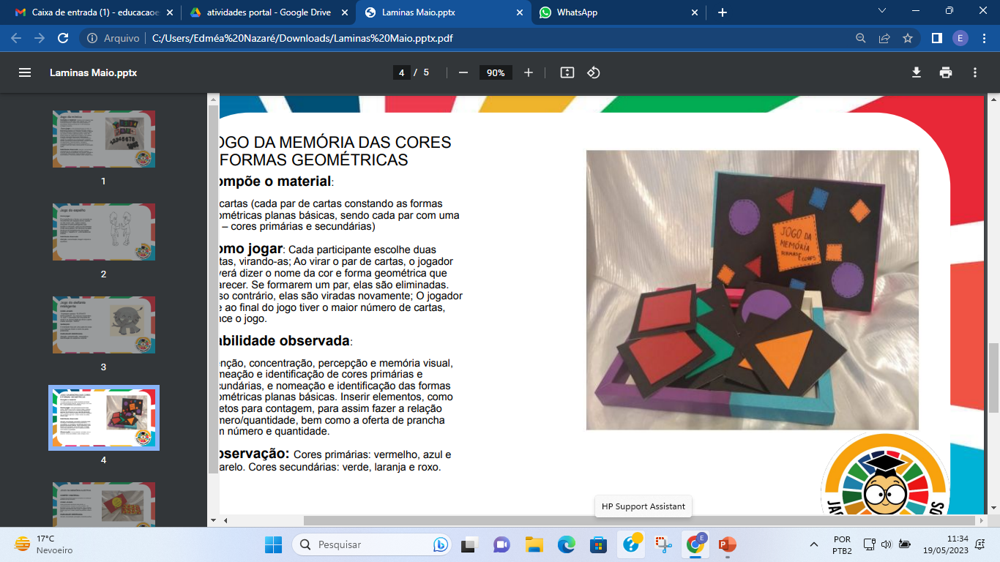 Caixa de entrada (1) - educacaoe
atividades portal - Google Drive
Laminas Maio.pptx
WhatsApp
Arquivo
C:/Users/Edméa%20Nazaré/Downloads/Laminas%20Maio.pptx.pdf
E
Laminas Maio.pptx
4 / 5
90%
1
2
3
4
OGO DA MEMÓRIA DAS CORES
FORMAS GEOMÉTRICAS
ompõe o material:
cartas (cada par de cartas constando as formas
ométricas planas básicas, sendo cada par com uma
– cores primárias e secundárias)
omo jogar: Cada participante escolhe duas
tas, virando-as; Ao virar o par de cartas, o jogador
verá dizer o nome da cor e forma geométrica que
arecer. Se formarem um par, elas são eliminadas.
so contrário, elas são viradas novamente; O jogador
e ao final do jogo tiver o maior número de cartas,
nce o jogo.
abilidade observada:
enção, concentração, percepção e memória visual,
meação e identificação de cores primárias e
cundárias, e nomeação e identificação das formas
ométricas planas básicas. Inserir elementos, como
jetos para contagem, para assim fazer a relação
mero/quantidade, bem como a oferta de prancha
m número e quantidade.
bservação: Cores primárias: vermelho, azul e
arelo. Cores secundárias: verde, laranja e roxo.
JOGO DA
MEMÓRIA
FORMAS E CORES
HP Support Assistant
17°C
Nevoeiro
Pesquisar
E
POR
PTB2
11:34
19/05/2023